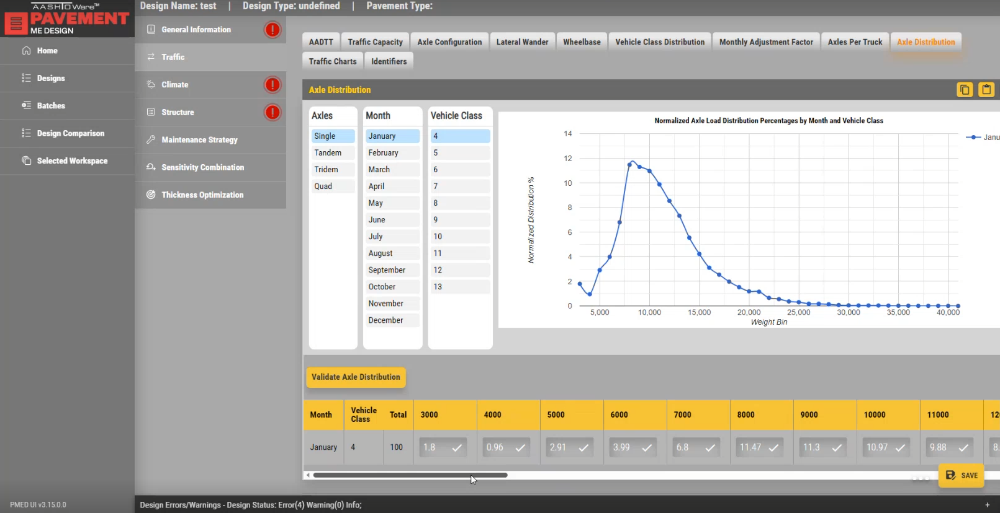 AASHTOWare™
PAVEMENT
ME DESIGN
Design Name: test | Design Type: undefined | Pavement Type:
Home
Designs
Batches
Design Comparison
Selected Workspace
General Information
Traffic
Climate
Structure
Maintenance Strategy
Sensitivity Combination
Thickness Optimization
AADTT Traffic Capacity Axle Configuration Lateral Wander Wheelbase Vehicle Class Distribution Monthly Adjustment Factor Axles Per Truck Axle Distribution
Traffic Charts Identifiers
Axle Distribution
Axles
Single
Tandem
Tridem
Quad
Month
January
February
March
April
May
June
July
August
September
October
November
December
Vehicle Class
4
5
6
7
8
9
10
11
12
13
Normalized Axle Load Distribution Percentages by Month and Vehicle Class
Normalized Distribution %
14
12
10
8
6
4
2
0
5,000 10,000 15,000 20,000 25,000 30,000 35,000 40,000
Weight Bin
Janu
Validate Axle Distribution
Month Vehicle Class Total 3000 4000 5000 6000 7000 8000 9000 10000 11000 12
January 4 100 1.8 0.96 2.91 3.99 6.8 11.47 11.3 10.97 9.88 8.
SAVE
PMED UI v3.15.0.0
Design Errors/Warnings - Design Status: Error(4) Warning(0) Info;
+